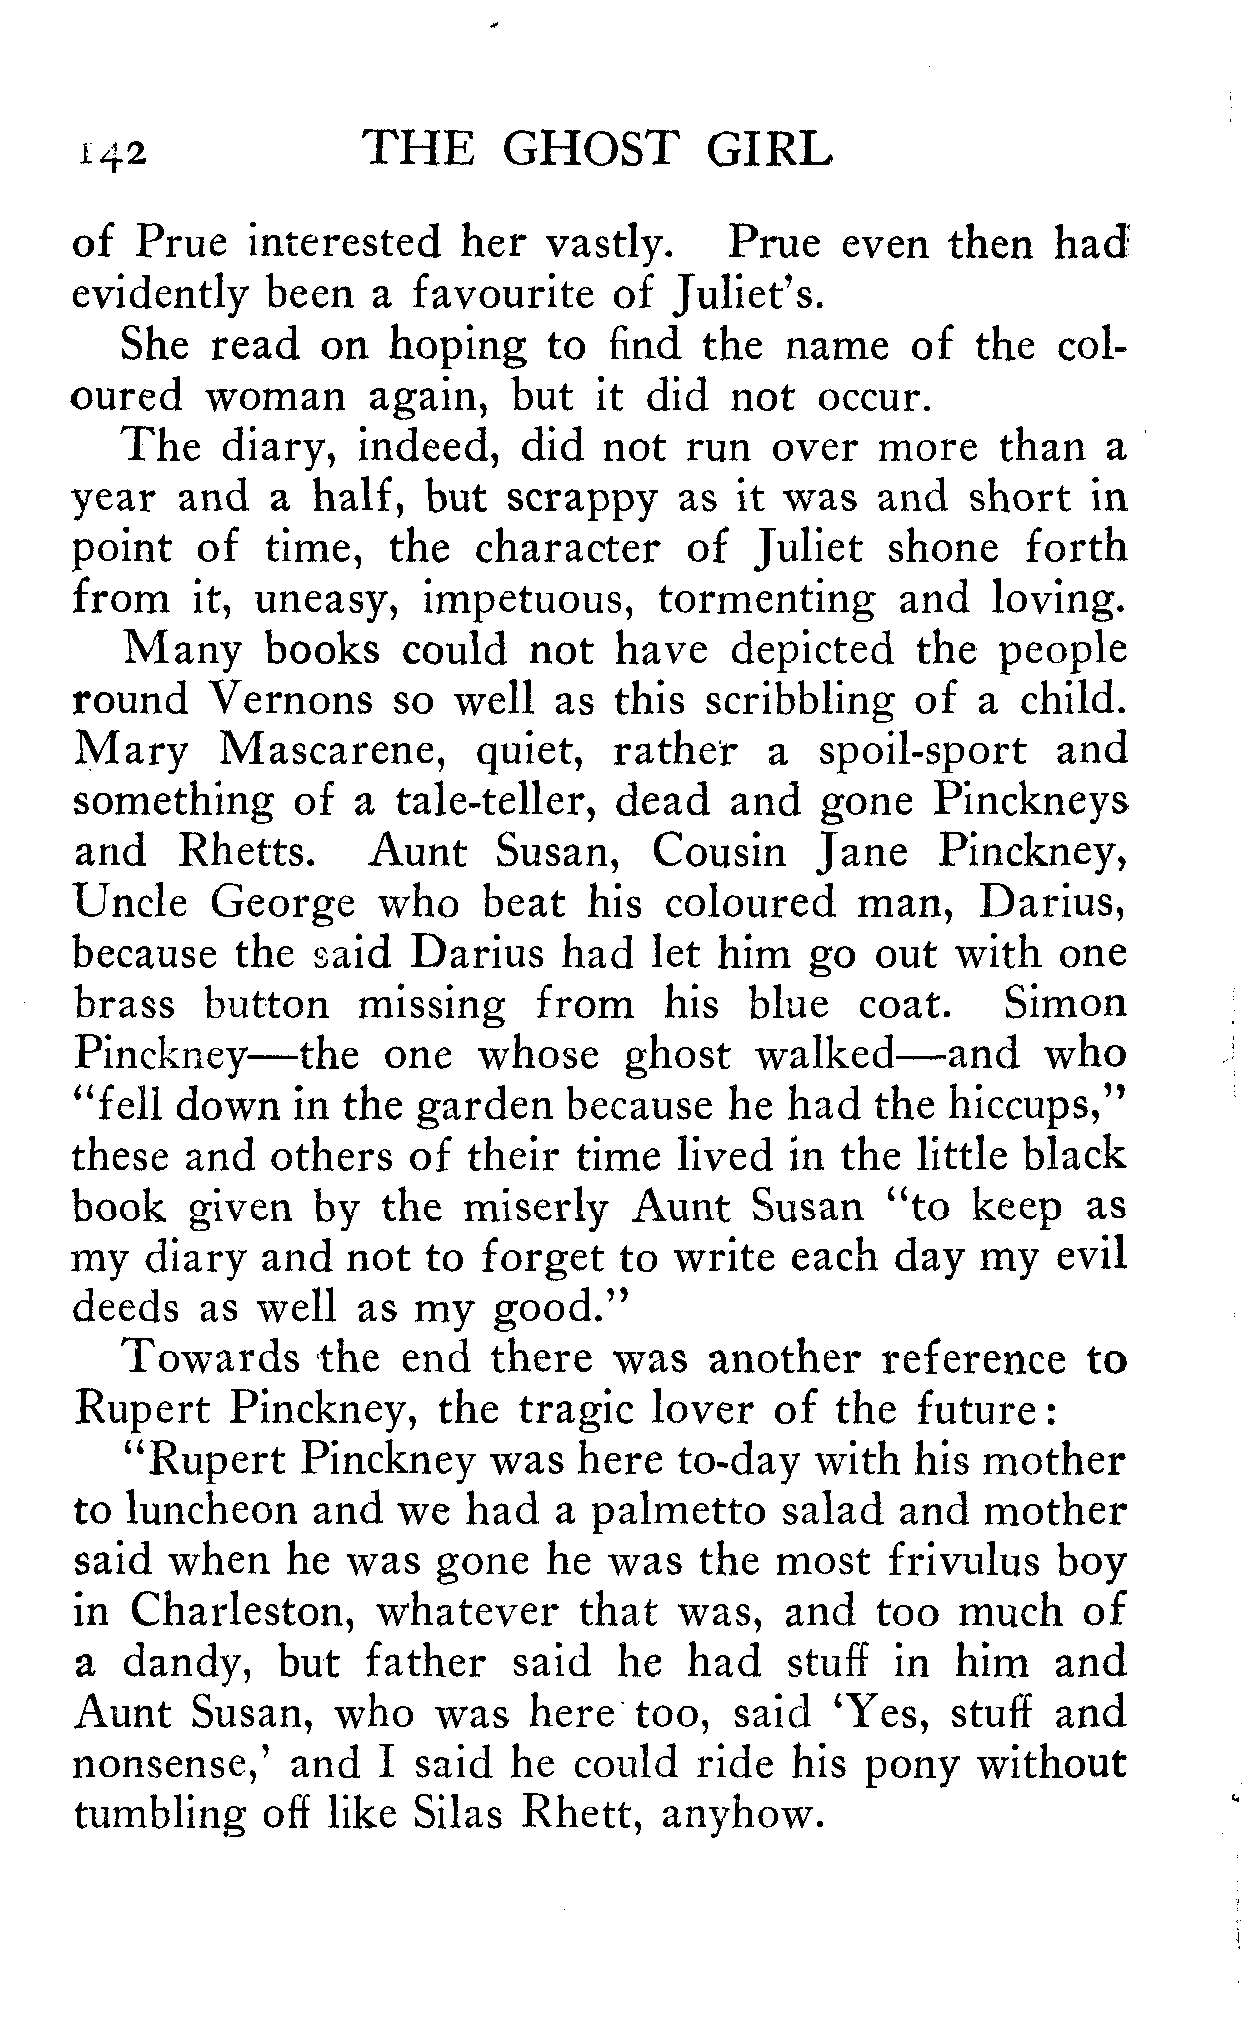 142 THE GHOST GIRL
of Prue interested her vastly. Prue even then had
evidently been a favourite of Juliet's.
She read on hoping to find the name of the col-
oured woman again, but it did not occur.
The diary, indeed, did not run over more than a
year and a half, but scrappy as it was and short in
point of time, the character of Juliet shone forth
from it, uneasy, impetuous, tormenting and loving.
Many books could not have depicted the people
round Vernons so well as this scribbling of a child.
Mary Mascarene, quiet, rather a spoil-sport and
something of a tale-teller, dead and gone Pinckneys
and Rhetts. Aunt Susan, Cousin Jane Pinckney,
Uncle George who beat his coloured man, Darius,
because the said Darius had let him go out with one
brass button missing from his blue coat. Simon
Pinckney—the one whose ghost walked—and who
“fell down in the garden because he had the hiccups,”
these and others of their time lived in the little black
book given by the miserly Aunt Susan “to keep as
my diary and not to forget to write each day my evil
deeds as well as my good.”
Towards the end there was another reference to
Rupert Pinckney, the tragic lover of the future:
“Rupert Pinckney was here to-day with his mother
to luncheon and we had a palmetto salad and mother
said when he was gone he was the most frivulus boy
in Charleston, whatever that was, and too much of
a dandy, but father said he had stuff in him and
Aunt Susan, who was here too, said ‘Yes, stuff and
nonsense,’ and I said he could ride his pony without
tumbling off like Silas Rhett, anyhow.